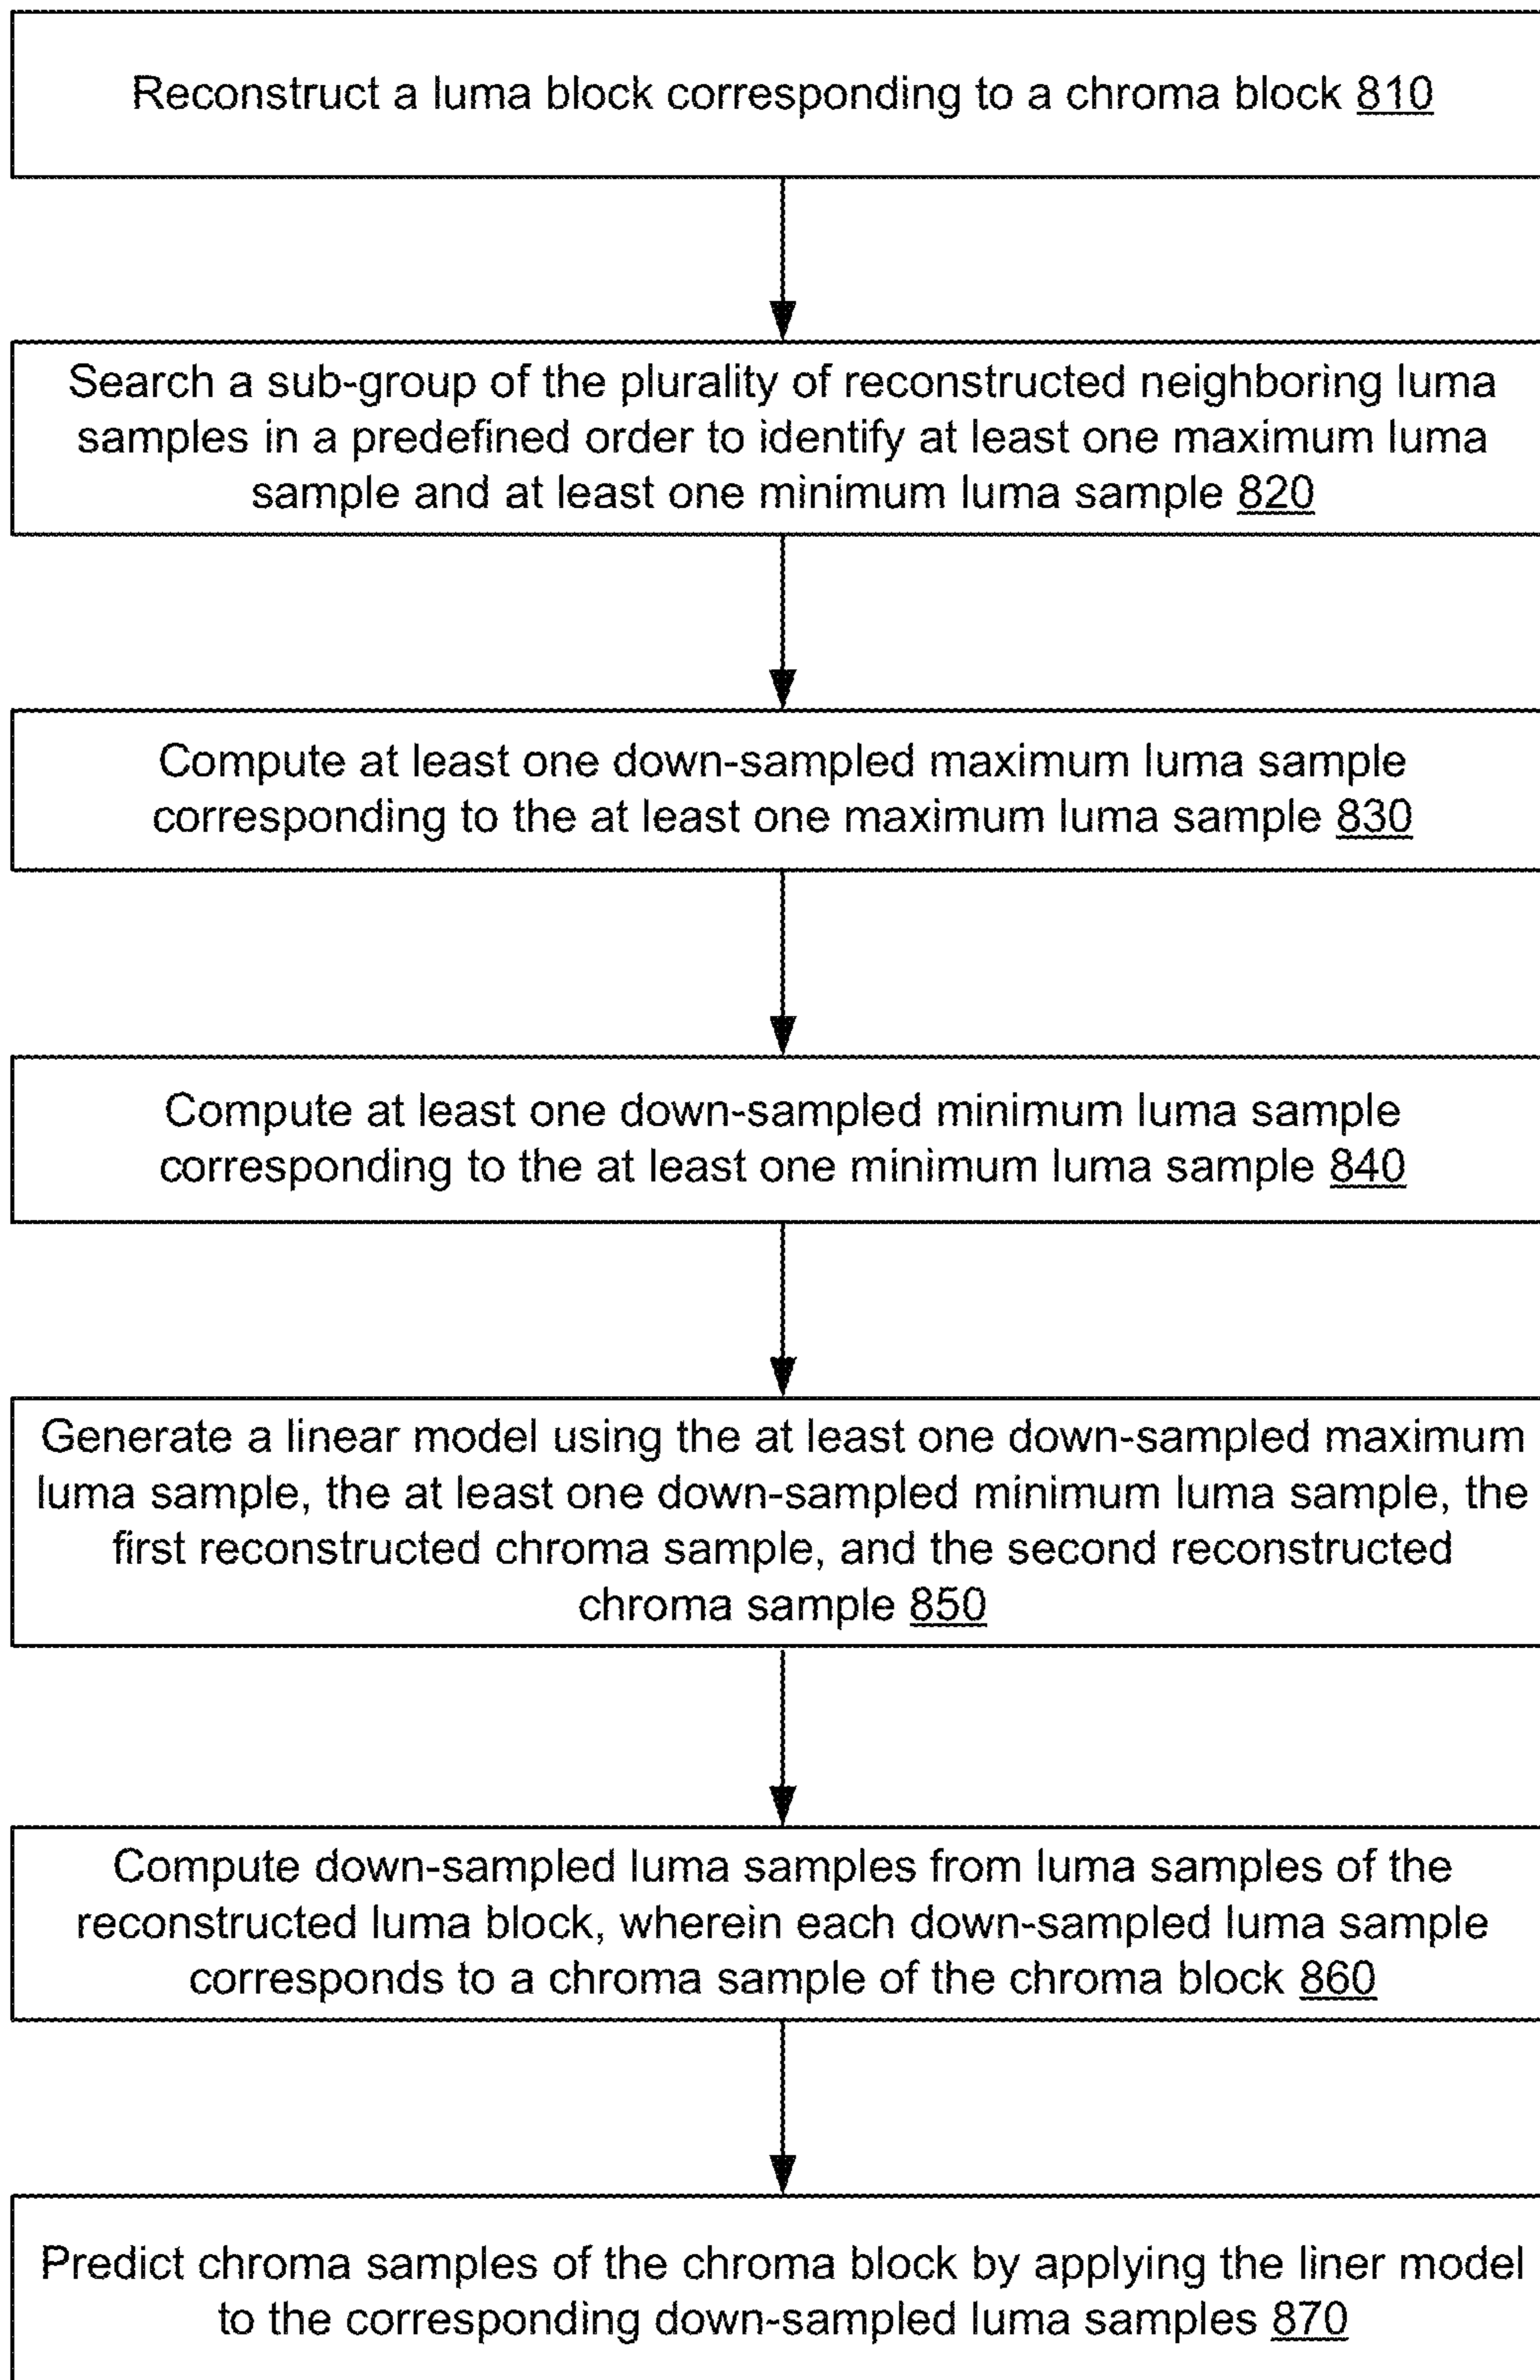 Reconstruct a luma block corresponding to a chroma block 810
Search a sub-group of the plurality of reconstructed neighboring luma
samples in a predefined order to identify at least one maximum luma
sample and at least one minimum luma sample 820
Compute at least one down-sampled maximum luma sample
corresponding to the at least one maximum luma sample 830
Compute at least one down-sampled minimum luma sample
corresponding to the at least one minimum luma sample 840
Generate a linear model using the at least one down-sampled maximum
luma sample, the at least one down-sampled minimum luma sample, the
first reconstructed chroma sample, and the second reconstructed
chroma sample 850
Compute down-sampled luma samples from luma samples of the
reconstructed luma block, wherein each down-sampled luma sample
corresponds to a chroma sample of the chroma block 860
Predict chroma samples of the chroma block by applying the liner model
to the corresponding down-sampled luma samples 870